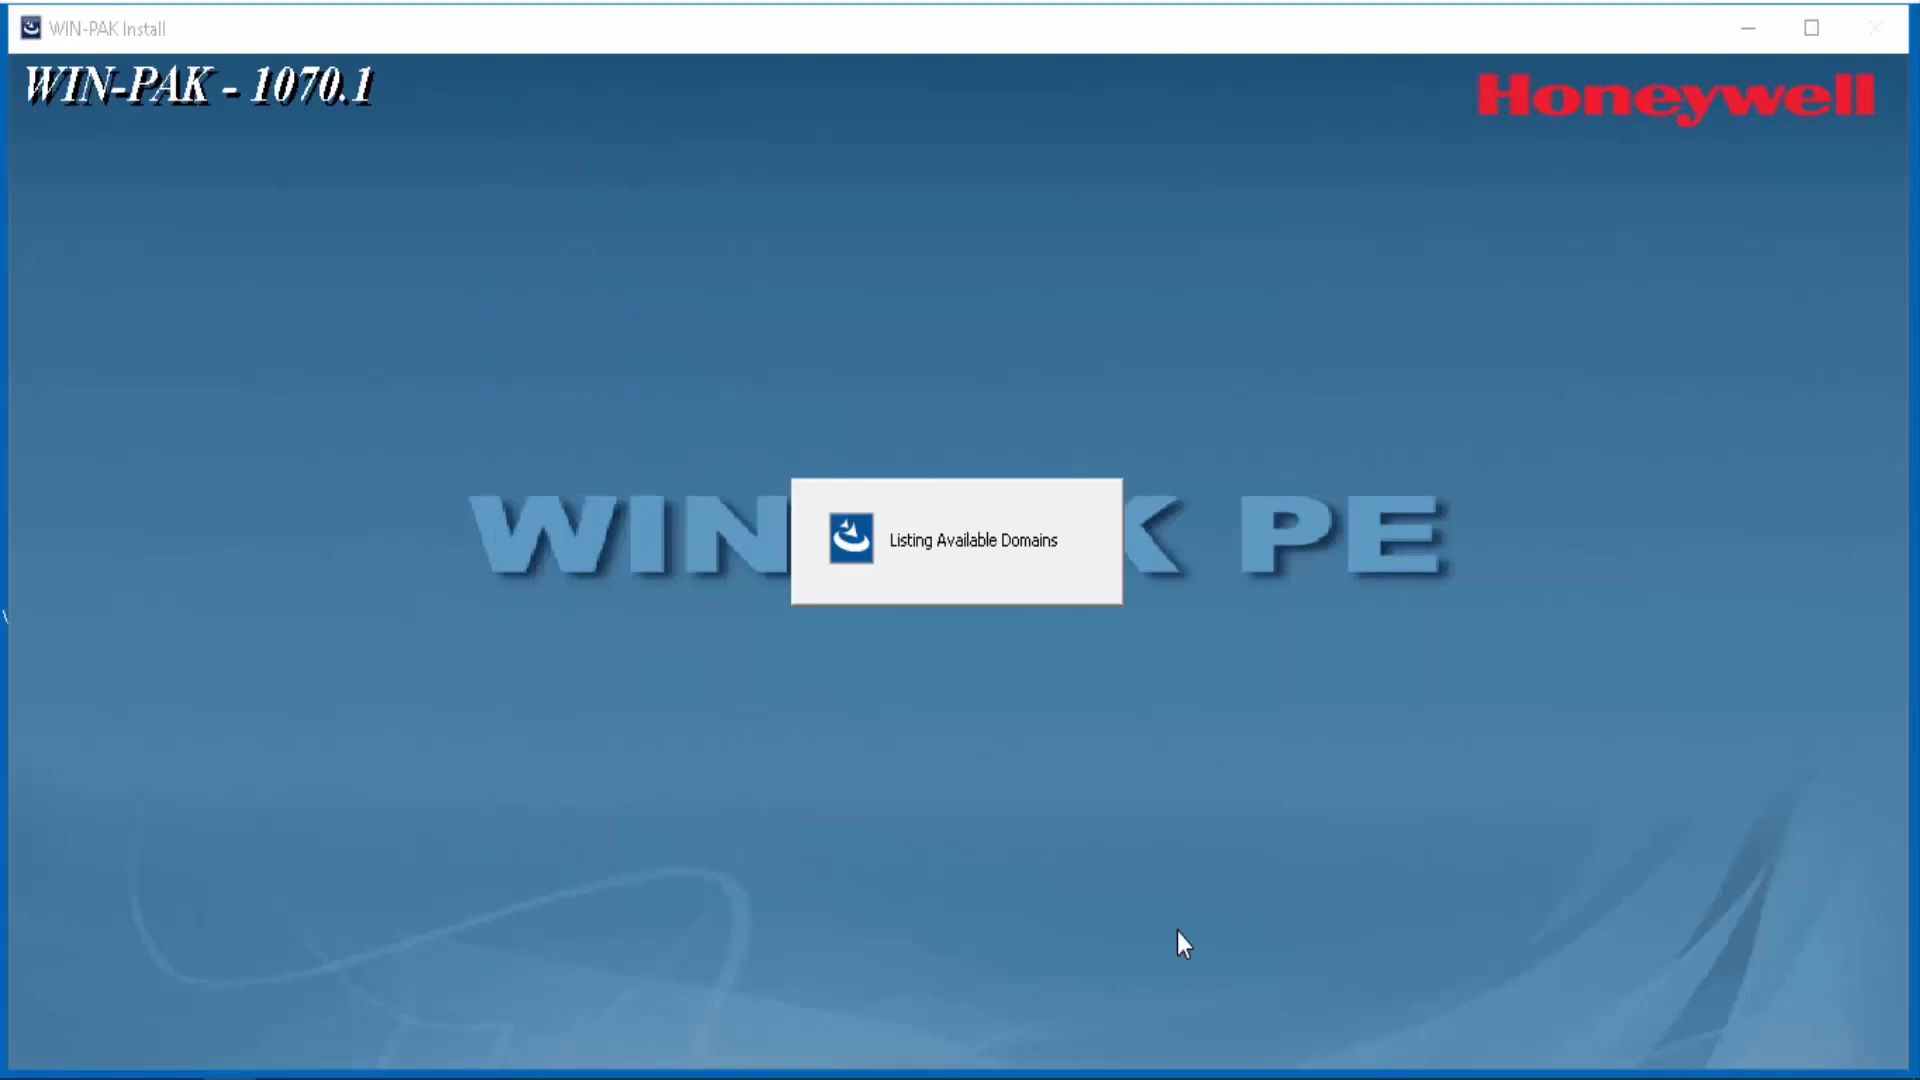 WIN-PAK Install
WIN-PAK - 1070.1
Honeywell
WIN
K PE
Listing Available Domains